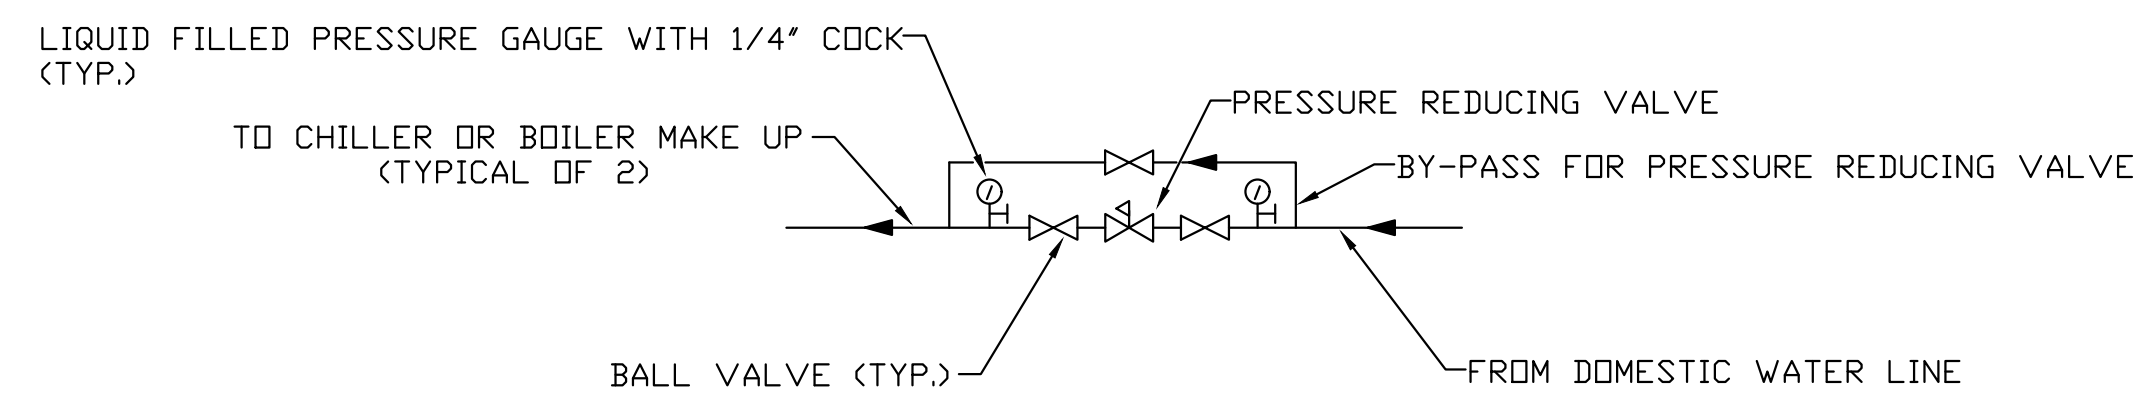 LIQUID FILLED PRESSURE GAUGE WITH 1/4" COCK
(TYP.)
PRESSURE REDUCING VALVE
TO CHILLER OR BOILER MAKE UP
(TYPICAL OF 2)
BY-PASS FOR PRESSURE REDUCING VALVE
BALL VALVE (TYP.)
FROM DOMESTIC WATER LINE